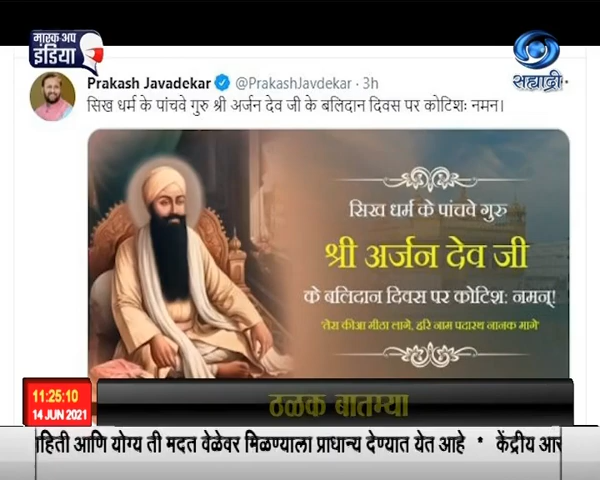 मास्क अप
इंडिया
सह्याद्री
Prakash Javadekar @PrakashJavdekar · 3h
सिख धर्म के पांचवे गुरु श्री अर्जन देव जी के बलिदान दिवस पर कोटिशः नमन।
सिख धर्म के पांचवे गुरु
श्री अर्जन देव जी
के बलिदान दिवस पर कोटिश: नमन्!
'तेरा कीआ मीठा लागे, हरि नाम पदारथ नानक मागे'
11:25:10
14 JUN 2021
ठळक बातम्या
ाहिती आणि योग्य ती मदत वेळेवर मिळण्याला प्राधान्य देण्यात येत आहे * केंद्रीय आर